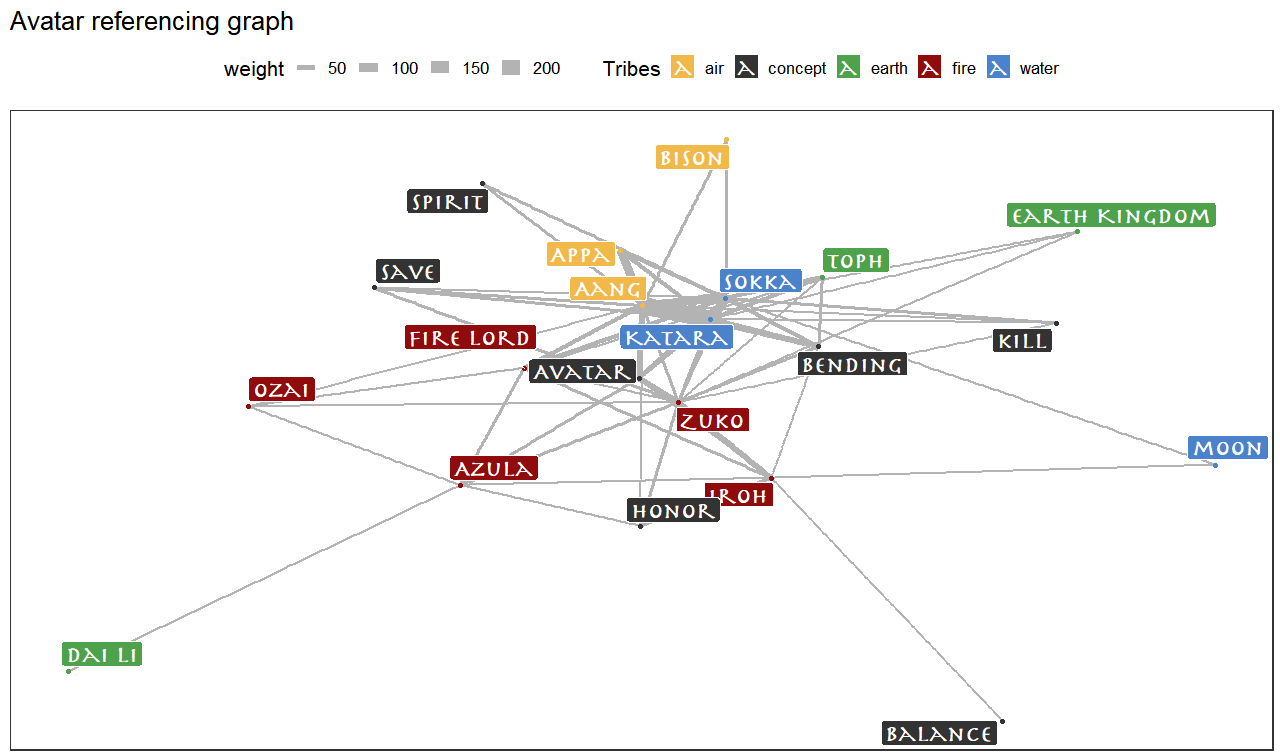 Avatar referencing graph
weight 50 100 150 200 Tribes A air A concept A earth A fire A water
BISON
SPIRIT
EARTH KINGDOM
APPA
TOPH
SAVE
SOKKA
AANG
FIRE LORD
KATARA
KILL
AVATAR
BENDING
OZAI
ZUKO
MOON
AZULA
IROH
HONOR
DAI LI
BALANCE